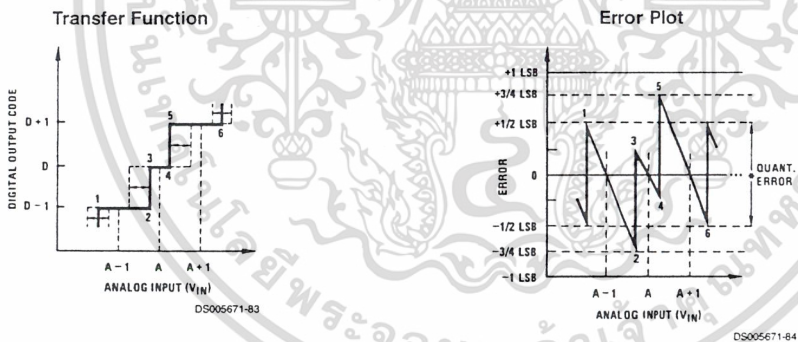 Transfer Function
DIGITAL OUTPUT CODE
D + 1
D
D - 1
1
2
3
4
5
6
A - 1
A
A + 1
ANALOG INPUT (VIN)
DS005671-83
Error Plot
ERROR
+1 LSB
+3/4 LSB
+1/2 LSB
0
-1/2 LSB
-3/4 LSB
-1 LSB
1
2
3
4
5
6
QUANT.
ERROR
A - 1
A
A + 1
ANALOG INPUT (VIN)
DS005671-84